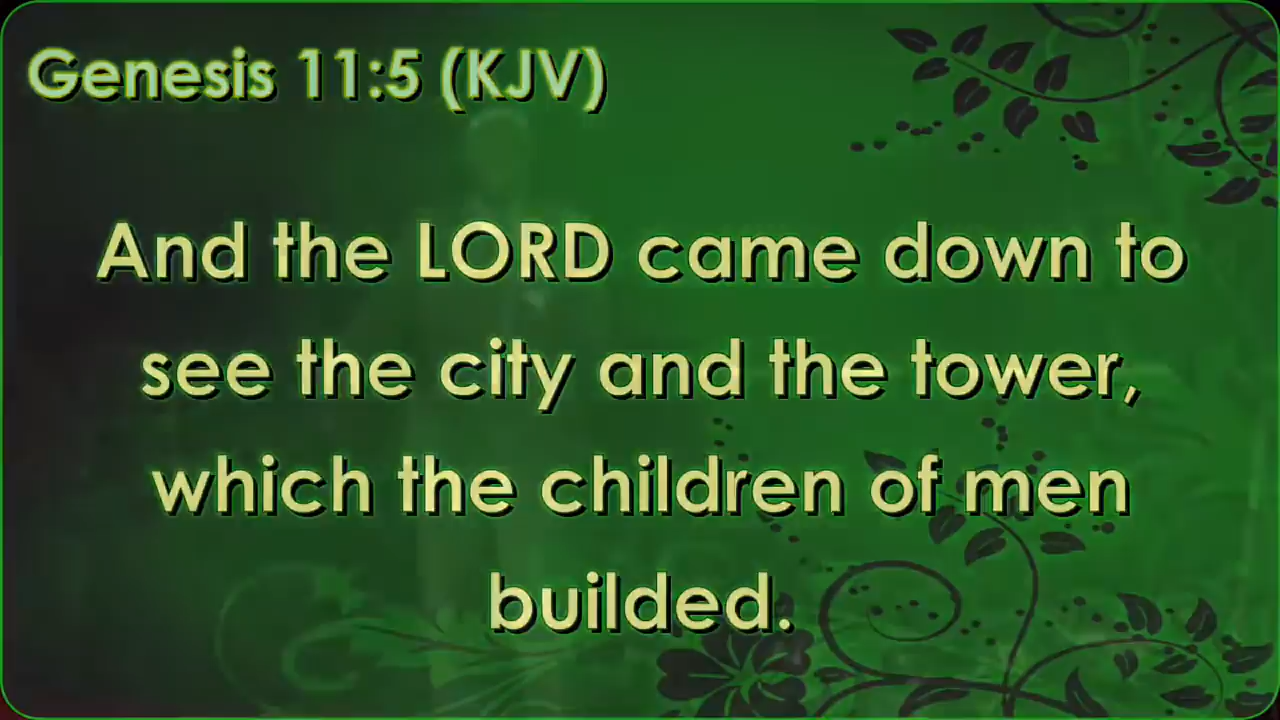 Genesis 11:5 (KJV)
And the LORD came down to
see the city and the tower,
which the children of men
builded.